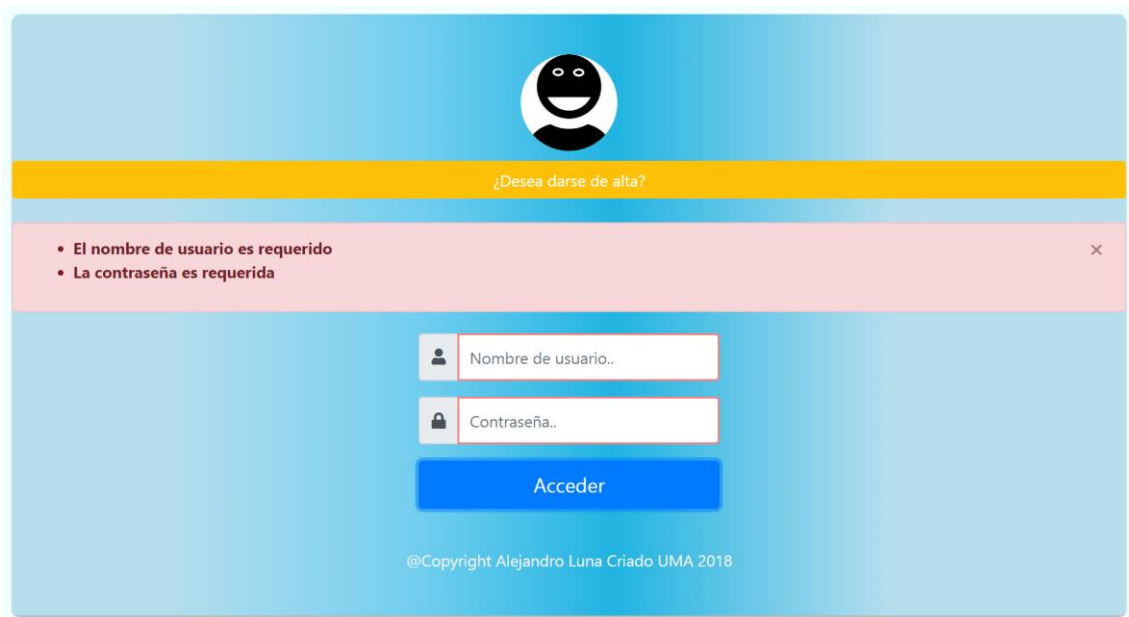 ¿Desea darse de alta?
• El nombre de usuario es requerido
• La contraseña es requerida
×
Nombre de usuario..
Contraseña..
Acceder
@Copyright Alejandro Luna Criado UMA 2018